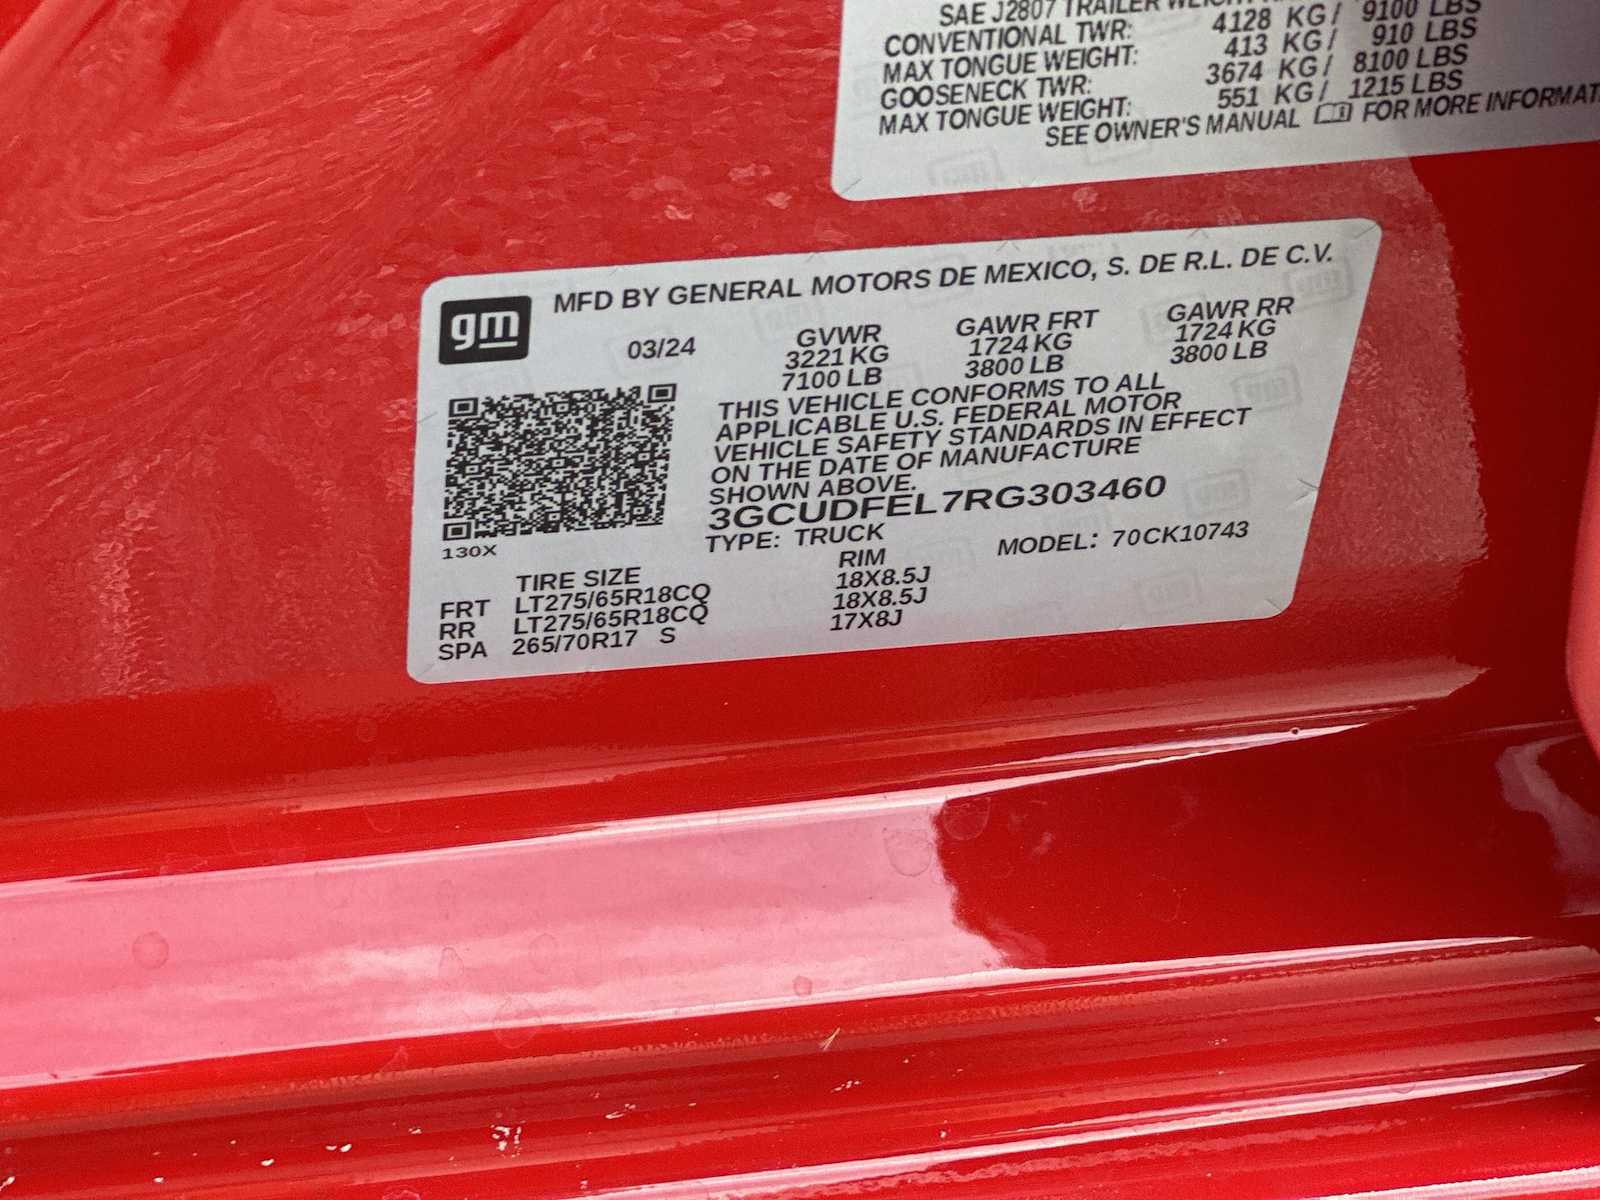 SAE J2807 TRAILER WEIGHT
CONVENTIONAL TWR: 4128 KG/ 9100 LBS
MAX TONGUE WEIGHT: 413 KG/ 910 LBS
GOOSENECK TWR: 3674 KG/ 8100 LBS
MAX TONGUE WEIGHT: 551 KG/ 1215 LBS
SEE OWNER'S MANUAL FOR MORE INFORMAT
gm
MFD BY GENERAL MOTORS DE MEXICO, S. DE R.L. DE C.V.
03/24 GVWR GAWR FRT GAWR RR
3221 KG 1724 KG 1724 KG
7100 LB 3800 LB 3800 LB
THIS VEHICLE CONFORMS TO ALL
APPLICABLE U.S. FEDERAL MOTOR
VEHICLE SAFETY STANDARDS IN EFFECT
ON THE DATE OF MANUFACTURE
SHOWN ABOVE.
3GCUDFEL7RG303460
130X
TYPE: TRUCK MODEL: 70CK10743
TIRE SIZE RIM
FRT LT275/65R18CQ 18X8.5J
RR LT275/65R18CQ 18X8.5J
SPA 265/70R17 S 17X8J